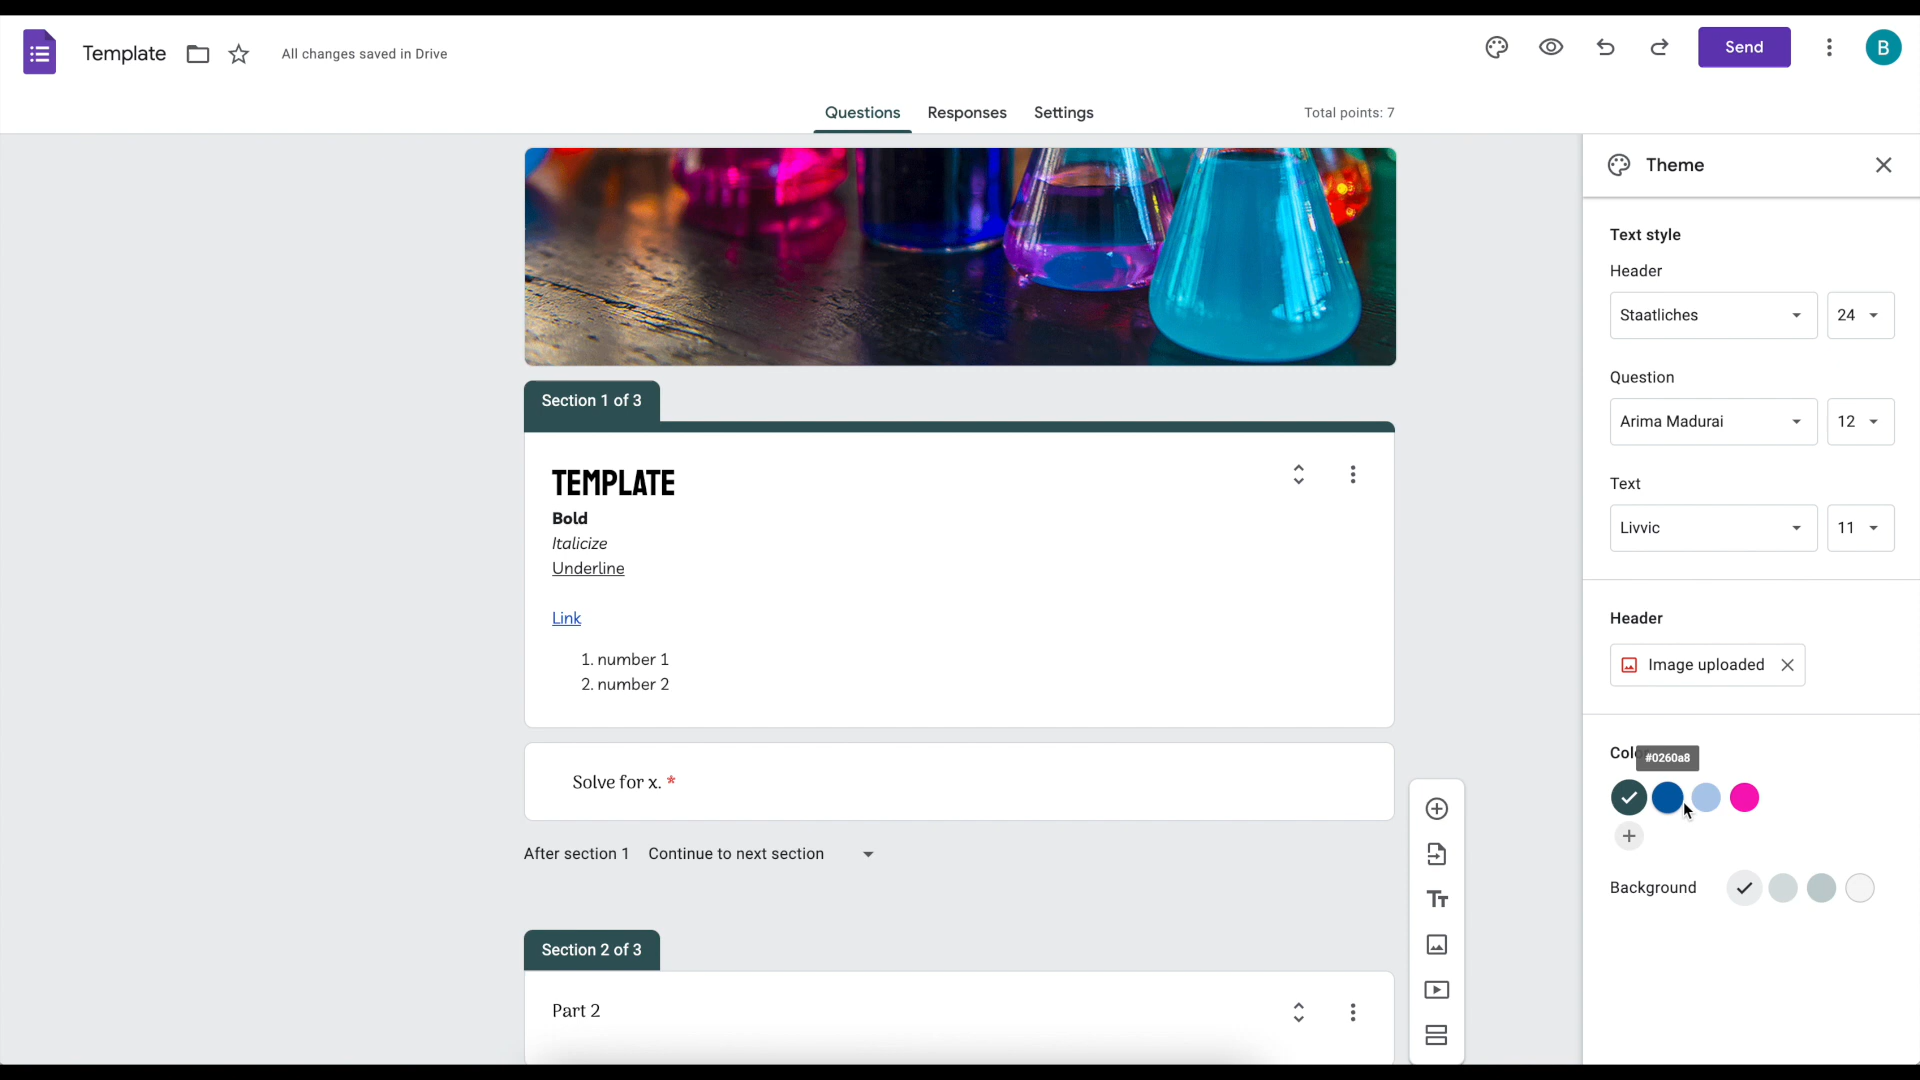 Template
All changes saved in Drive
Send
B
Questions
Responses
Settings
Total points: 7
Section 1 of 3
TEMPLATE
Bold
Italicize
Underline
Link
1. number 1
2. number 2
Solve for x. *
After section 1 Continue to next section
Section 2 of 3
Part 2
Theme
Text style
Header
Staatliches 24
Question
Arima Madurai 12
Text
Livvic 11
Header
Image uploaded
#0260a8
Background